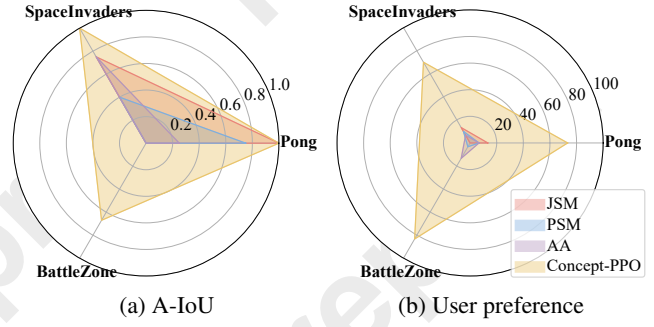 SpaceInvaders
1.0
0.8
0.6
0.4
0.2
Pong
BattleZone
(a) A-IoU
SpaceInvaders
100
80
60
40
20
Pong
BattleZone
JSM
PSM
AA
Concept-PPO
(b) User preference